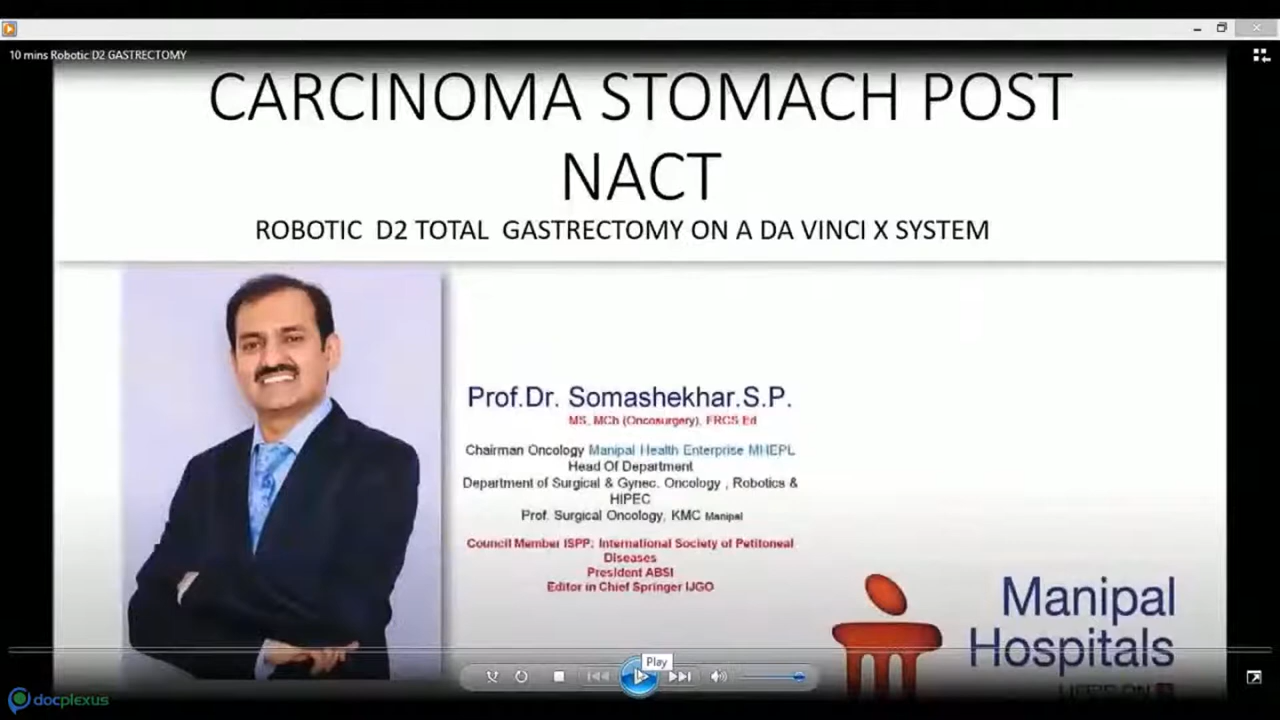 10 mins Robotic D2 GASTRECTOMY
CARCINOMA STOMACH POST
NACT
ROBOTIC D2 TOTAL GASTRECTOMY ON A DA VINCI X SYSTEM
Prof.Dr. Somashekhar.S.P.
MS, MCh (Oncosurgery), FRCS Ed
Chairman Oncology Manipal Health Enterprise MHEPL
Head Of Department
Department of Surgical & Gynec. Oncology , Robotics &
HIPEC
Prof. Surgical Oncology, KMC Manipal
Council Member ISPP: International Society of Petitoneal
Diseases
President ABSI
Editor in Chief Springer IJGO
Manipal
Hospitals
Play
docplexus